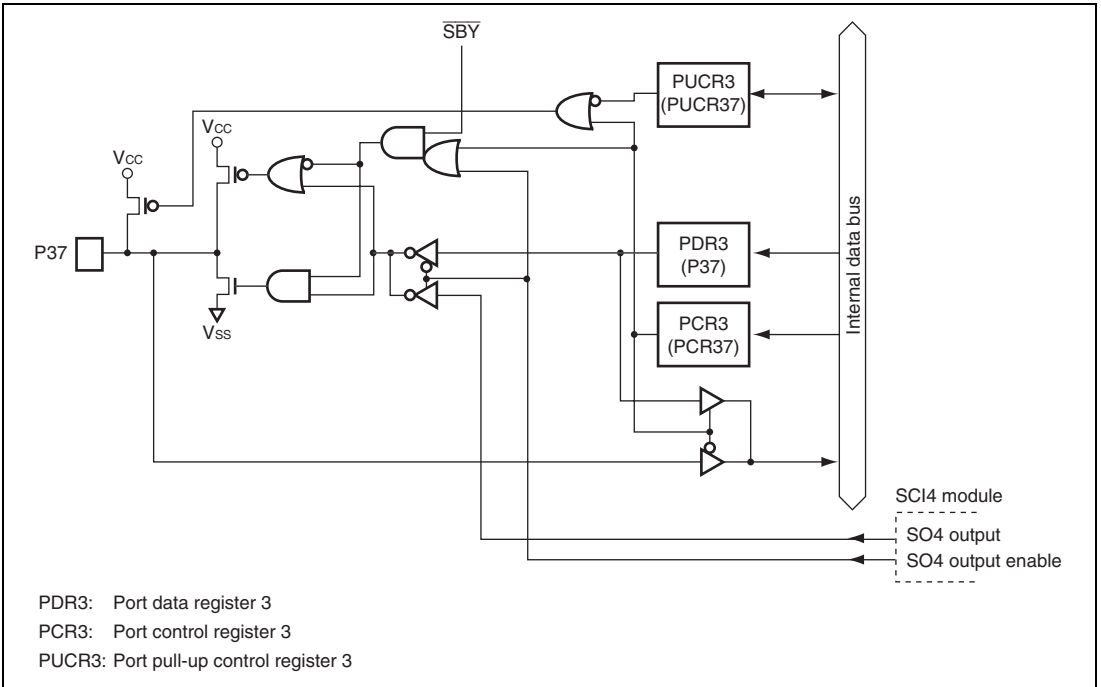 SBY
PUCR3
(PUCR37)
VCC
VCC
P37
PDR3
(P37)
VSS
PCR3
(PCR37)
Internal data bus
SCI4 module
SO4 output
SO4 output enable
PDR3: Port data register 3
PCR3: Port control register 3
PUCR3: Port pull-up control register 3